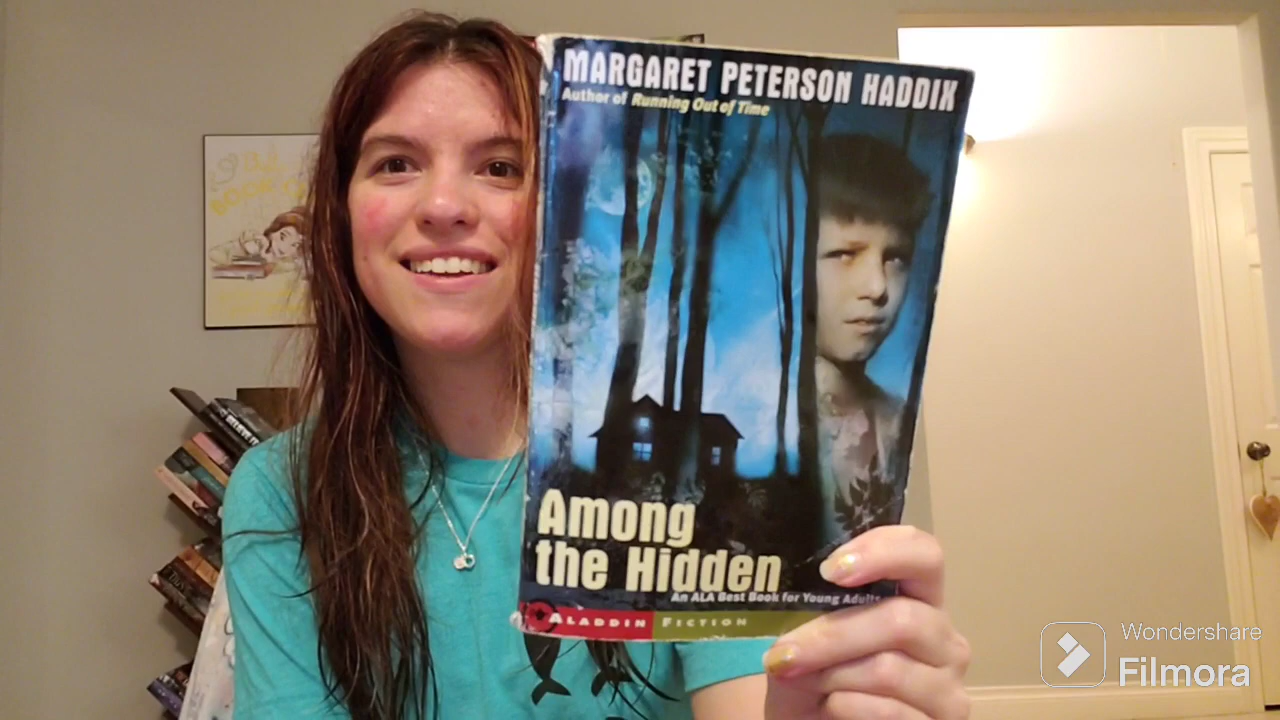 MARGARET PETERSON HADDIX
Author of Running Out of Time
Among
the Hidden
An ALA Best Book for Young Adults
ALADDIN FICTION
Wondershare
Filmora